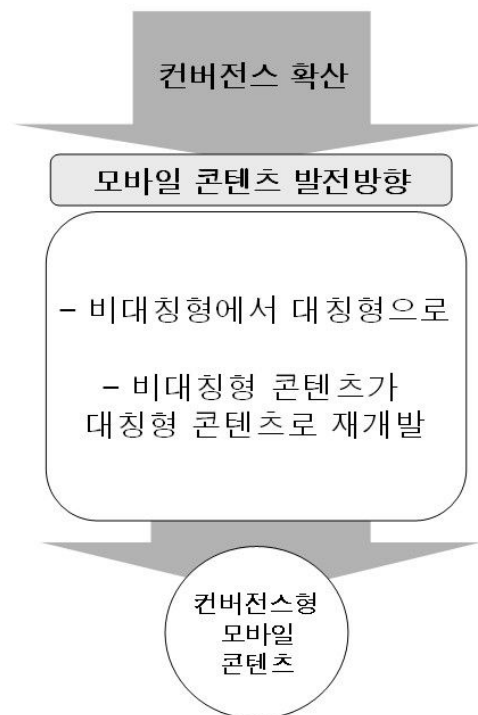 컨버전스 확산
모바일 콘텐츠 발전방향
– 비대칭형에서 대칭형으로
– 비대칭형 콘텐츠가
대칭형 콘텐츠로 재개발
컨버전스형
모바일
콘텐츠